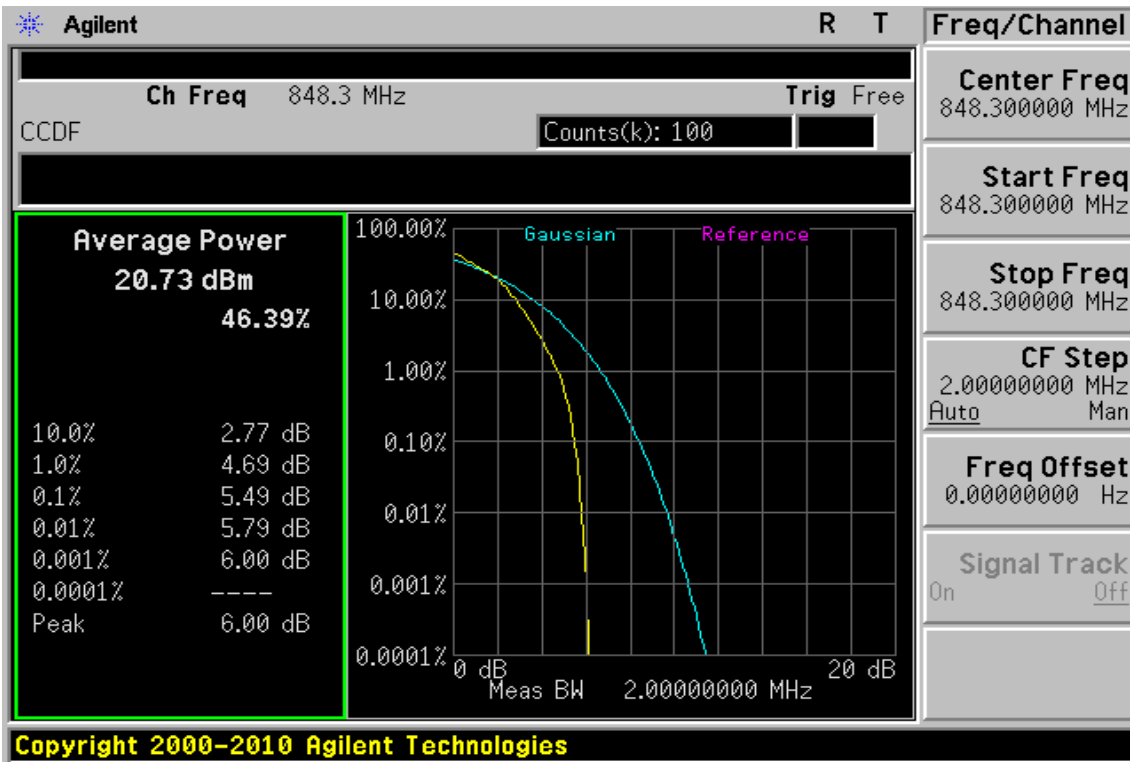 Agilent R T Freq/Channel
Ch Freq 848.3 MHz Trig Free
CCDF Counts(k): 100
Average Power
20.73 dBm
46.39%
10.0% 2.77 dB
1.0% 4.69 dB
0.1% 5.49 dB
0.01% 5.79 dB
0.001% 6.00 dB
0.0001% ----
Peak 6.00 dB
Gaussian Reference
100.00%
10.00%
1.00%
0.10%
0.01%
0.001%
0.0001%
0 dB 20 dB
Meas BW 2.00000000 MHz
Center Freq
848.300000 MHz
Start Freq
848.300000 MHz
Stop Freq
848.300000 MHz
CF Step
2.00000000 MHz
Auto Man
Freq Offset
0.00000000 Hz
Signal Track
On Off
Copyright 2000-2010 Agilent Technologies